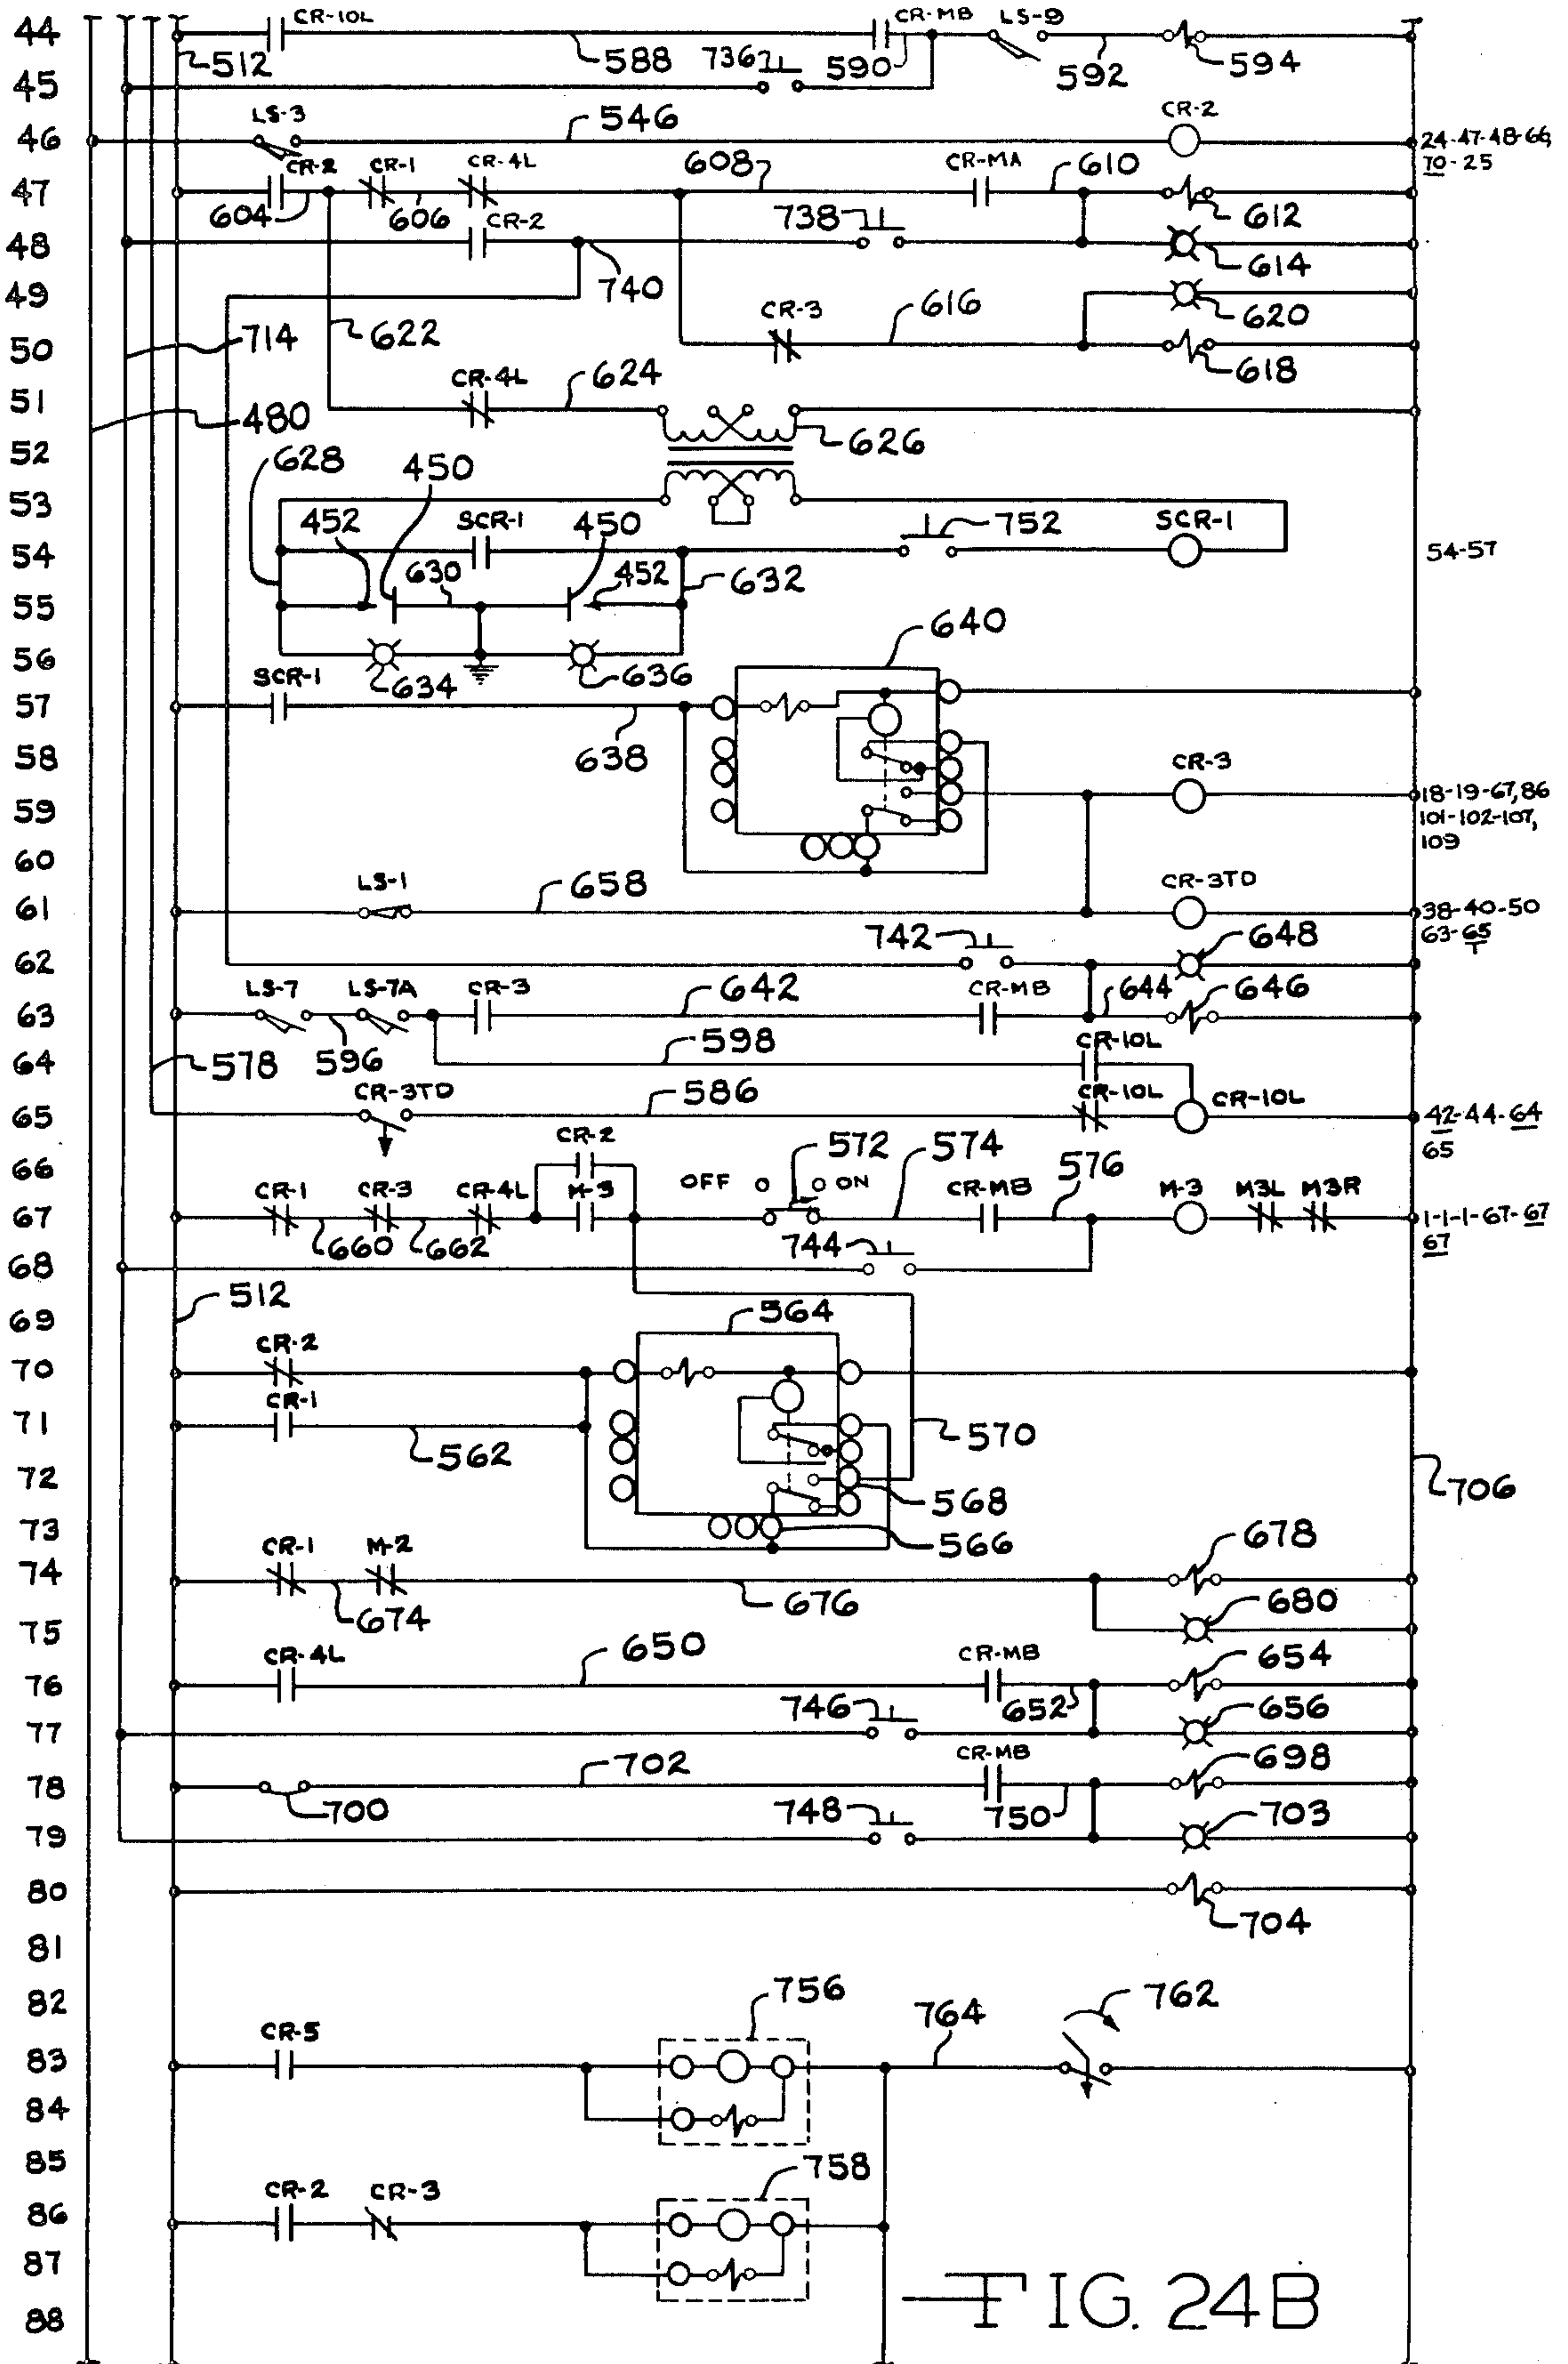 44 CR-10L CR-MB LS-9
512 588 736 590 592 594
45
LS-3 546 CR-2
46 24-47-48-66,
70-25
CR-2 CR-1 CR-4L 608 CR-MA 610
47
604 606 CR-2 738 612
48
740 614
49
CR-3 616 620
50 714 622
618
CR-4L 624
51
480
626
52
628 450
53
452 SCR-1 450 752 SCR-1
54 54-57
630 452 632
55
640
56
SCR-1 634 636
57
638
58 CR-3
59 18-19-67,86
101-102-107,
109
60
LS-1 658 CR-3TD
61 38-40-50
63-65
T
742 648
62
LS-7 LS-7A CR-3 642 CR-MB 644 646
63
596 598 CR-10L
64 578
CR-3TD 586 CR-10L CR-10L
65 42-44-64
65
CR-2 572 574 576
66 OFF ON
CR-1 CR-3 CR-4L M-3 CR-MB M-3 M3L M3R
67 1-1-1-67-67
67
660 662 744
68
512
69 564
CR-2
70
CR-1
71 570
562
72 568 706
73 566
CR-1 M-2 678
74
674 676 680
75
CR-4L 650 CR-MB 654
76
746 652 656
77
702 CR-MB 698
78
700 748 750 703
79
80
704
81
82 756 764 762
CR-5
83
84
85
758
CR-2 CR-3
86
87
FIG. 24B
88